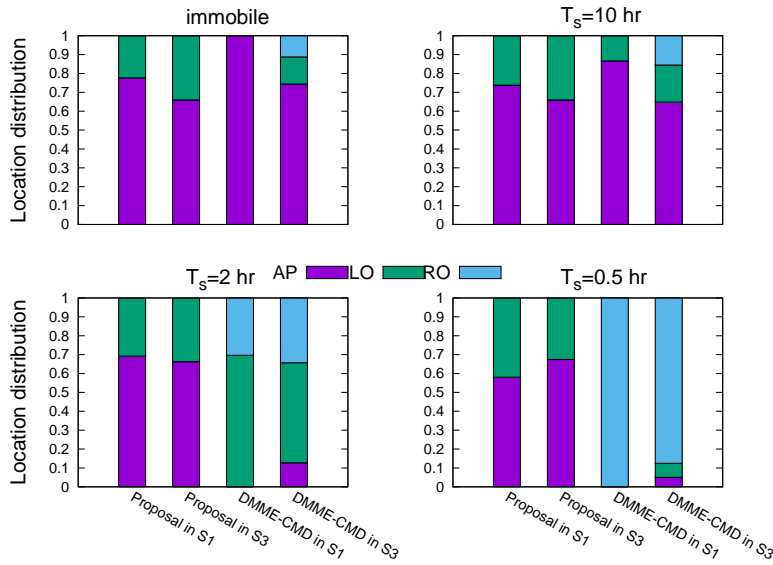 immobile
T_s=10 hr
Location distribution
1
0.9
0.8
0.7
0.6
0.5
0.4
0.3
0.2
0.1
0
1
0.9
0.8
0.7
0.6
0.5
0.4
0.3
0.2
0.1
0
T_s=2 hr
AP LO RO
T_s=0.5 hr
Location distribution
1
0.9
0.8
0.7
0.6
0.5
0.4
0.3
0.2
0.1
0
Proposal in S1
Proposal in S3
DMME-CMD in S1
DMME-CMD in S3
1
0.9
0.8
0.7
0.6
0.5
0.4
0.3
0.2
0.1
0
Proposal in S1
Proposal in S3
DMME-CMD in S1
DMME-CMD in S3